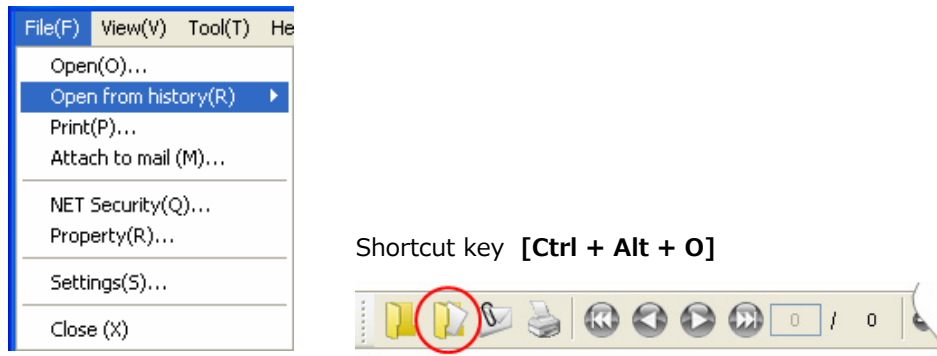 File(F) View(V) Tool(T) He
Open(O)...
Open from history(R)
Print(P)...
Attach to mail (M)...
NET Security(Q)...
Property(R)...
Settings(S)...
Close (X)
Shortcut key [Ctrl + Alt + O]
0 / 0